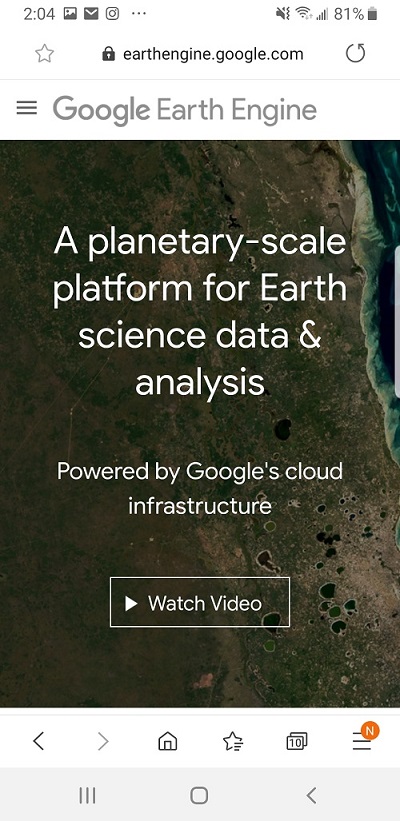 2:04 81%
earthengine.google.com
Google Earth Engine
A planetary-scale
platform for Earth
science data &
analysis
Powered by Google's cloud
infrastructure
Watch Video
10 N